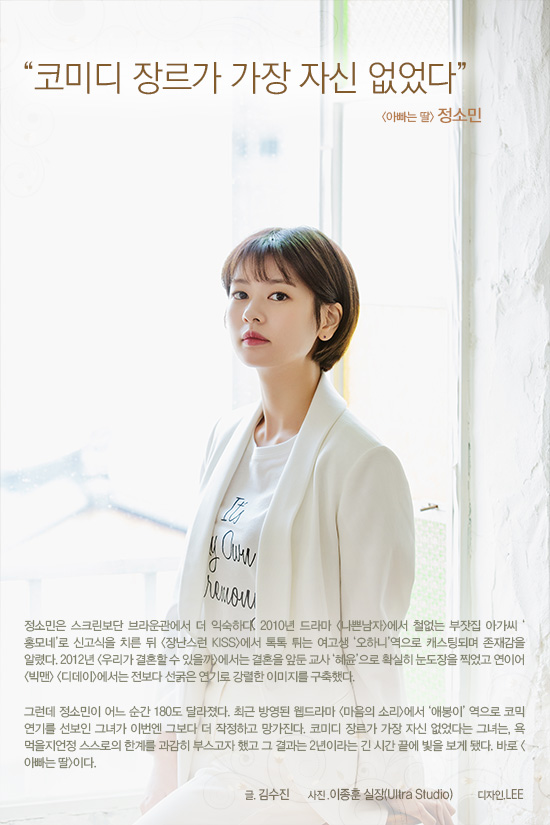 “코미디 장르가 가장 자신 없었다”
〈아빠는 딸〉 정소민
It's
y Own
remon
정소민은 스크린보단 브라운관에서 더 익숙하다. 2010년 드라마 〈나쁜남자〉에서 철없는 부잣집 아가씨 ‘
홍모네’로 신고식을 치른 뒤 〈장난스런 KISS〉에서 톡톡 튀는 여고생 ‘오하니’역으로 캐스팅되며 존재감을
알렸다. 2012년 〈우리가 결혼할 수 있을까〉에서는 결혼을 앞둔 교사 ‘혜윤’으로 확실히 눈도장을 찍었고 연이어
〈빅맨〉 〈디데이〉에서는 전보다 선굵은 연기로 강렬한 이미지를 구축했다.
그런데 정소민이 어느 순간 180도 달라졌다. 최근 방영된 웹드라마 〈마음의 소리〉에서 ‘애봉이’ 역으로 코믹
연기를 선보인 그녀가 이번엔 그보다 더 작정하고 망가진다. 코미디 장르가 가장 자신 없었다는 그녀는, 욕
먹을지언정 스스로의 한계를 과감히 부스고자 했고 그 결과는 2년이라는 긴 시간 끝에 빛을 보게 됐다. 바로 〈
아빠는 딸〉이다.
글. 김수진 사진 .이종훈 실장(Ultra Studio) 디자인.LEE